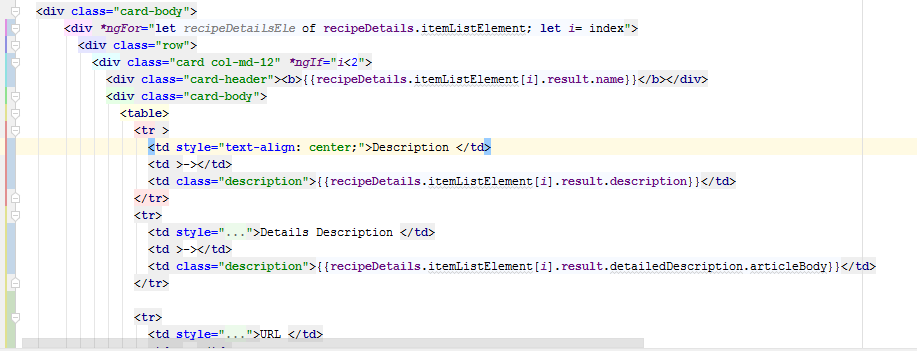 <div class="card-body">
<div *ngFor="let recipeDetailsEle of recipeDetails.itemListElement; let i= index">
<div class="row">
<div class="card col-md-12" *ngIf="i<2">
<div class="card-header"><b>{{recipeDetails.itemListElement[i].result.name}}</b></div>
<div class="card-body">
<table>
<tr >
<td style="text-align: center;">Description </td>
<td >-></td>
<td class="description">{{recipeDetails.itemListElement[i].result.description}}</td>
</tr>
<tr>
<td style="...">Details Description </td>
<td >-></td>
<td class="description">{{recipeDetails.itemListElement[i].result.detailedDescription.articleBody}}</td>
</tr>
<tr>
<td style="...">URL </td>